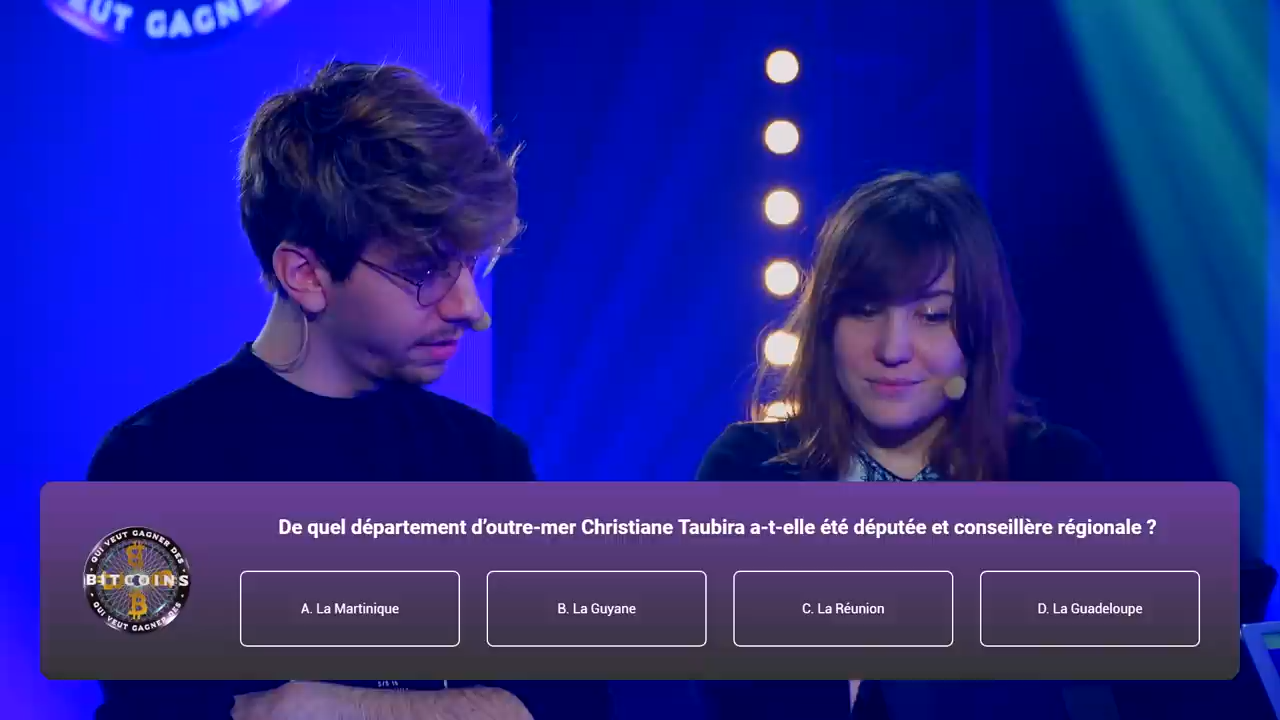 EUT GAGNE
De quel département d’outre-mer Christiane Taubira a-t-elle été députée et conseillère régionale ?
QUI VEUT GAGNER DES
BITCOINS
QUI VEUT GAGNER DES
A. La Martinique
B. La Guyane
C. La Réunion
D. La Guadeloupe